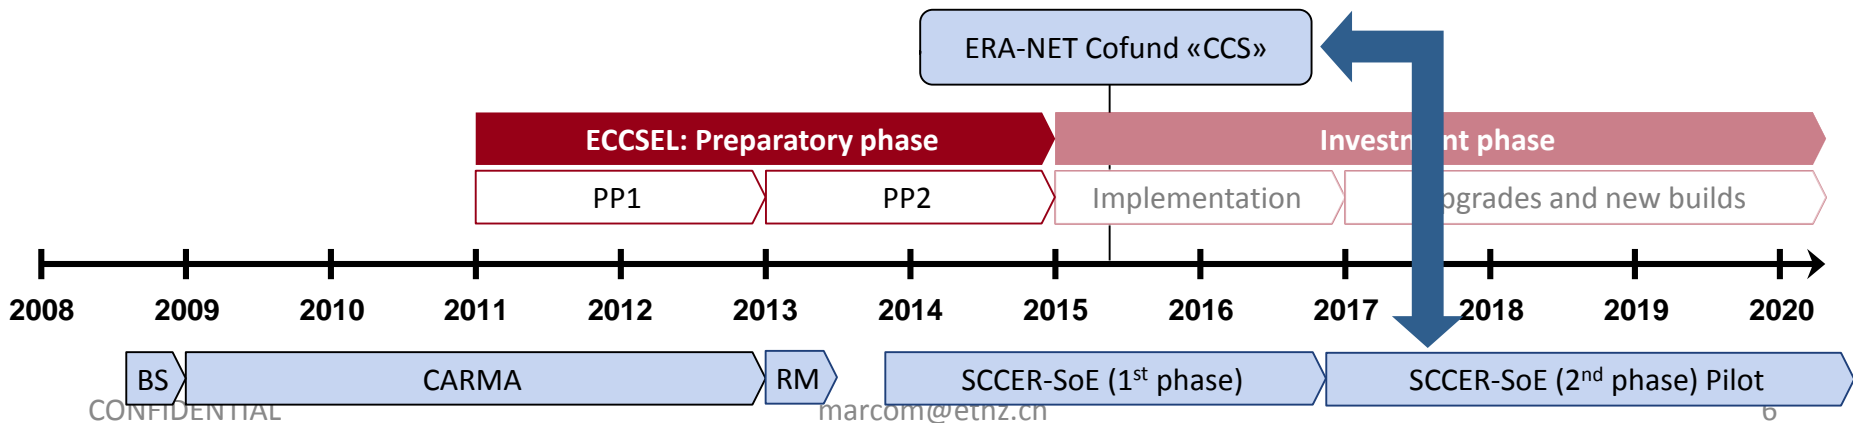 ERA-NET Cofund «CCS»
ECCSEL: Preparatory phase
Investment phase
PP1
PP2
Implementation
pgrades and new builds
2008 2009 2010 2011 2012 2013 2014 2015 2016 2017 2018 2019 2020
BS
CARMA
RM
SCCER-SoE (1st phase)
SCCER-SoE (2nd phase) Pilot
CONFIDENTIAL
marcom@ethz.ch
6